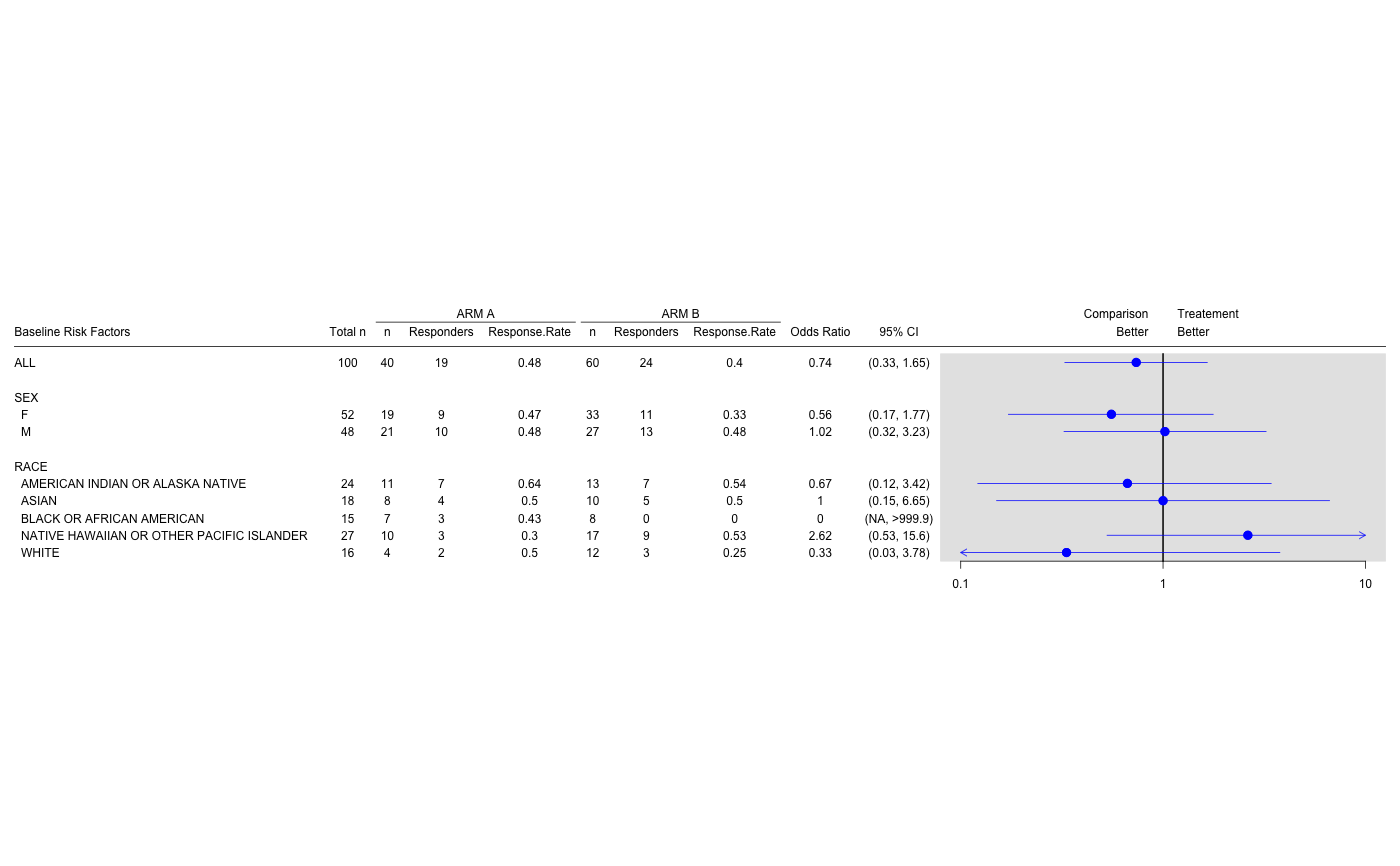 ARM A ARM B Comparison Treatement
Baseline Risk Factors Total n n Responders Response.Rate n Responders Response.Rate Odds Ratio 95% CI Better Better
ALL 100 40 19 0.48 60 24 0.4 0.74 (0.33, 1.65)
SEX
F 52 19 9 0.47 33 11 0.33 0.56 (0.17, 1.77)
M 48 21 10 0.48 27 13 0.48 1.02 (0.32, 3.23)
RACE
AMERICAN INDIAN OR ALASKA NATIVE 24 11 7 0.64 13 7 0.54 0.67 (0.12, 3.42)
ASIAN 18 8 4 0.5 10 5 0.5 1 (0.15, 6.65)
BLACK OR AFRICAN AMERICAN 15 7 3 0.43 8 0 0 0 (NA, >999.9)
NATIVE HAWAIIAN OR OTHER PACIFIC ISLANDER 27 10 3 0.3 17 9 0.53 2.62 (0.53, 15.6)
WHITE 16 4 2 0.5 12 3 0.25 0.33 (0.03, 3.78)
0.1 1 10